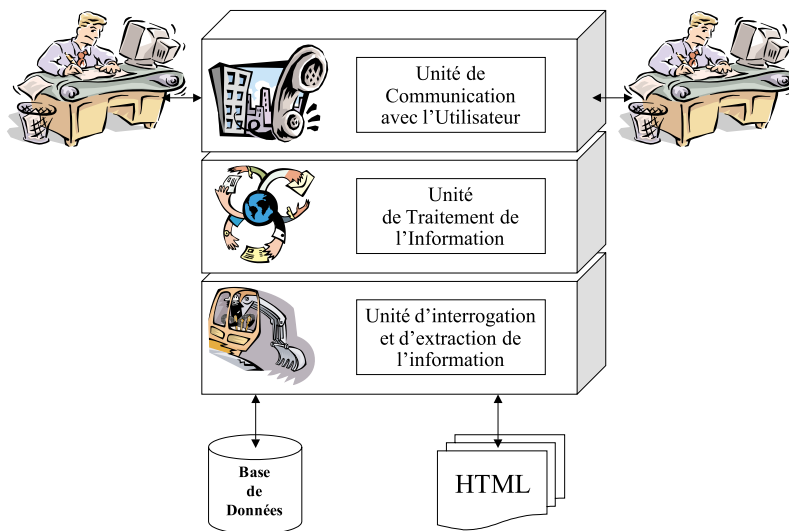 Unité de
Communication
avec l’Utilisateur
Unité
de Traitement de
l’Information
Unité d’interrogation
et d’extraction de
l’information
Base
de
Données
HTML